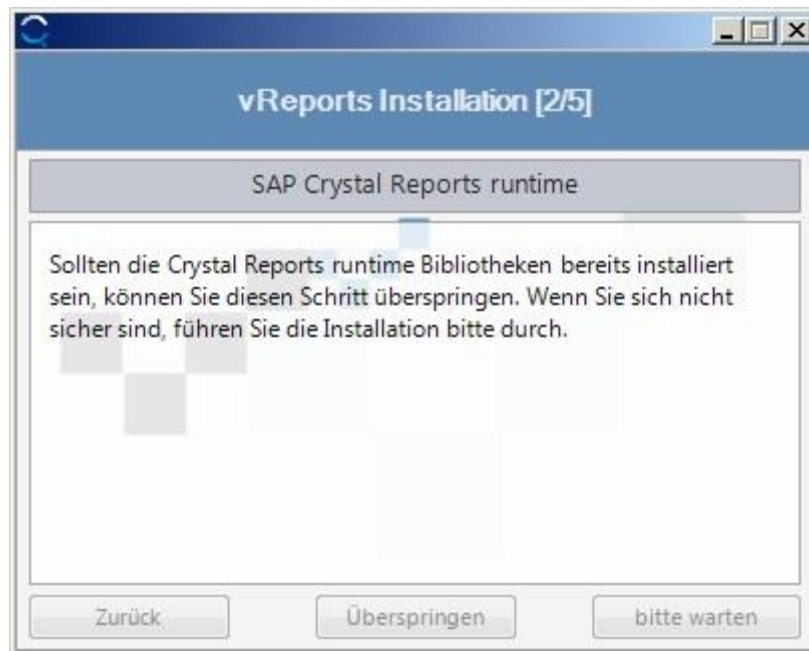 vReports Installation [2/5]
SAP Crystal Reports runtime
Sollten die Crystal Reports runtime Bibliotheken bereits installiert
sein, können Sie diesen Schritt überspringen. Wenn Sie sich nicht
sicher sind, führen Sie die Installation bitte durch.
Zurück
Überspringen
bitte warten